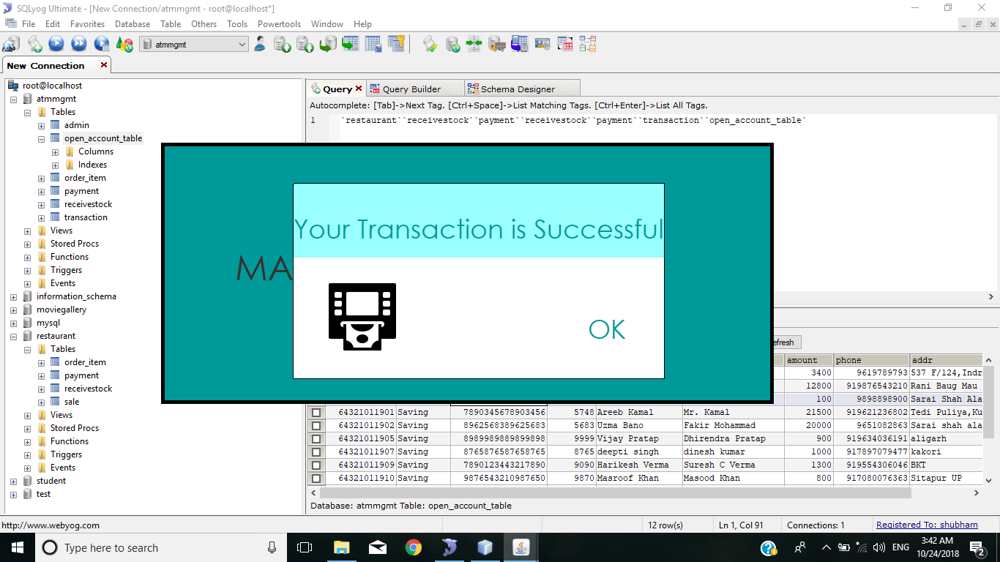 SQLyog Ultimate - [New Connection/atmmgmt - root@localhost*]
File Edit Favorites Database Table Others Tools Powertools Window Help
atmmgmt
New Connection
root@localhost
atmmgmt
Tables
admin
open_account_table
Columns
Indexes
order_item
payment
receivestock
transaction
Views
Stored Procs
Functions
Triggers
Events
information_schema
moviegallery
mysql
restaurant
Tables
order_item
payment
receivestock
sale
Views
Stored Procs
Functions
Triggers
Events
student
test
Query Query Builder Schema Designer
Autocomplete: [Tab]->Next Tag. [Ctrl+Space]->List Matching Tags. [Ctrl+Enter]->List All Tags.
1 `restaurant``receivestock``payment``receivestock``payment``transaction``open_account_table`
MA
Your Transaction is Successful
OK
efresh
amount phone addr
3400 9619789793 537 F/124,Indr
12800 919876543210 Rani Baug Mau
100 9898898900 Sarai Shah Ala
64321011901 Saving 7890345678903456 5748 Areeb Kamal Mr. Kamal 21500 919621236802 Tedi Puliya,Ku
64321011902 Saving 8962568389625683 5683 Uzma Bano Fakir Mohammad 20000 9651082863 Sarai shah ala
64321011905 Saving 8989989889899898 9999 Vijay Pratap Dhirendra Pratap 900 919634036191 aligarh
64321011907 Saving 8765876587658765 8765 deepti singh dinesh kumar 1000 917897079477 kakori
64321011909 Saving 7890123443217890 9090 Harikesh Verma Suresh C Verma 1300 919554306046 BKT
64321011910 Saving 9876543210987650 9870 Masroof Khan Masood Khan 800 917080076363 Sitapur UP
Database: atmmgmt Table: open_account_table
http://www.webyog.com 12 row(s) Ln 1, Col 91 Connections: 1 Registered To: shubham
Type here to search ENG 3:42 AM
10/24/2018 2